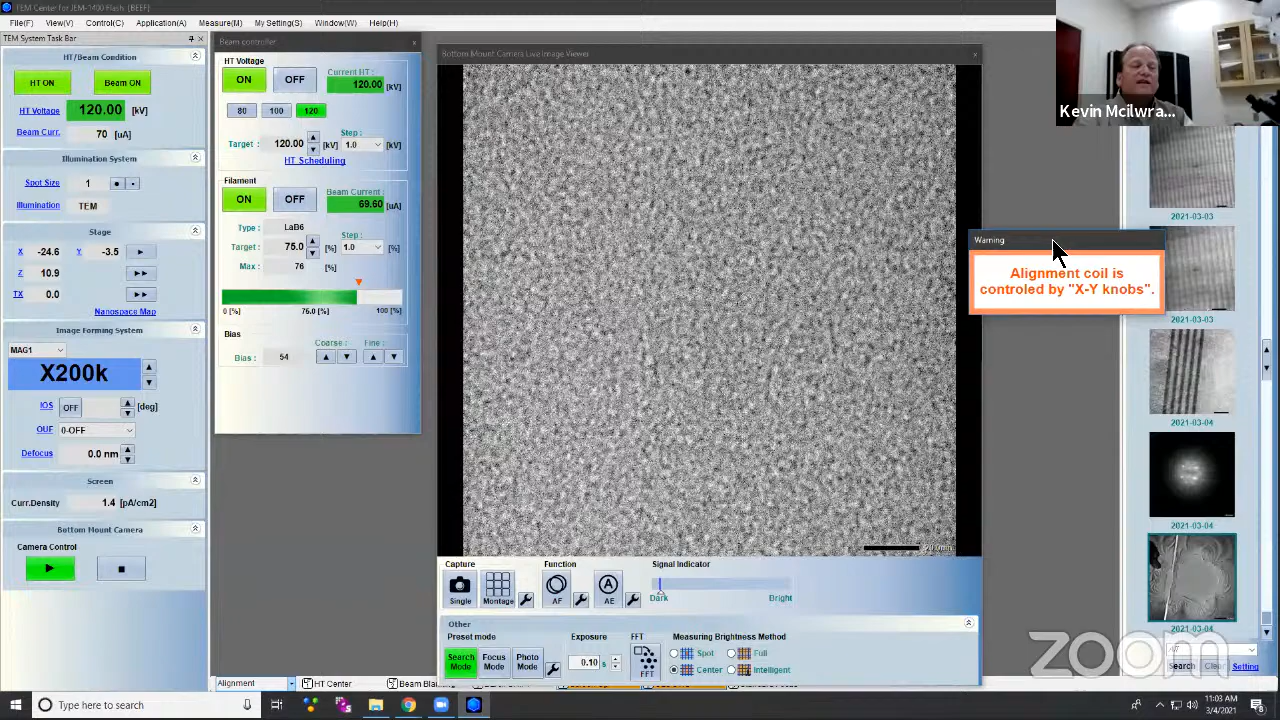 TEM Center for JEM-1400 Flash (BEEF)
File(F) View(V) Control(C) Application(A) Measure(M) My Setting(S) Window(W) Help(H)
TEM System Task Bar
HT/Beam Condition
HT ON Beam ON
HT Voltage 120.00 [kV]
Beam Curr. 70 [uA]
Illumination System
Spot Size 1
Illumination TEM
Stage
X -24.6 Y -3.5
Z 10.9
TX 0.0
Nanospace Map
Image Forming System
MAG1
X200k
IOS OFF [deg]
OUF 0-OFF
Defocus 0.0 nm
Screen
Curr.Density 1.4 [pA/cm2]
Bottom Mount Camera
Camera Control
Beam controller
HT Voltage
ON OFF Current HT : 120.00 [kV]
80 100 120
Target : 120.00 [kV] Step : 1.0 [kV]
HT Scheduling
Filament
ON OFF Beam Current : 69.60 [uA]
Type : LaB6
Target : 75.0 [%] Step : 1.0 [%]
Max : 76 [%]
0 [%] 75.0 [%] 100 [%]
Bias
Coarse : Fine :
Bias : 54
Bottom Mount Camera Live Image Viewer
Capture Function Signal Indicator
Single Montage AF AE
Dark Bright
Other
Preset mode Exposure FFT Measuring Brightness Method
Search Mode Focus Mode Photo Mode 0.10 s FFT
Spot Full
Center Intelligent
Kevin Mcilwra...
2021-03-03
Warning
Alignment coil is
controled by "X-Y knobs".
2021-03-03
2021-03-04
2021-03-04
2021-03-04
Search Clear Setting
zoom
Alignment HT Center Beam Blanking
Type here to search
11:03 AM
3/4/2021
8